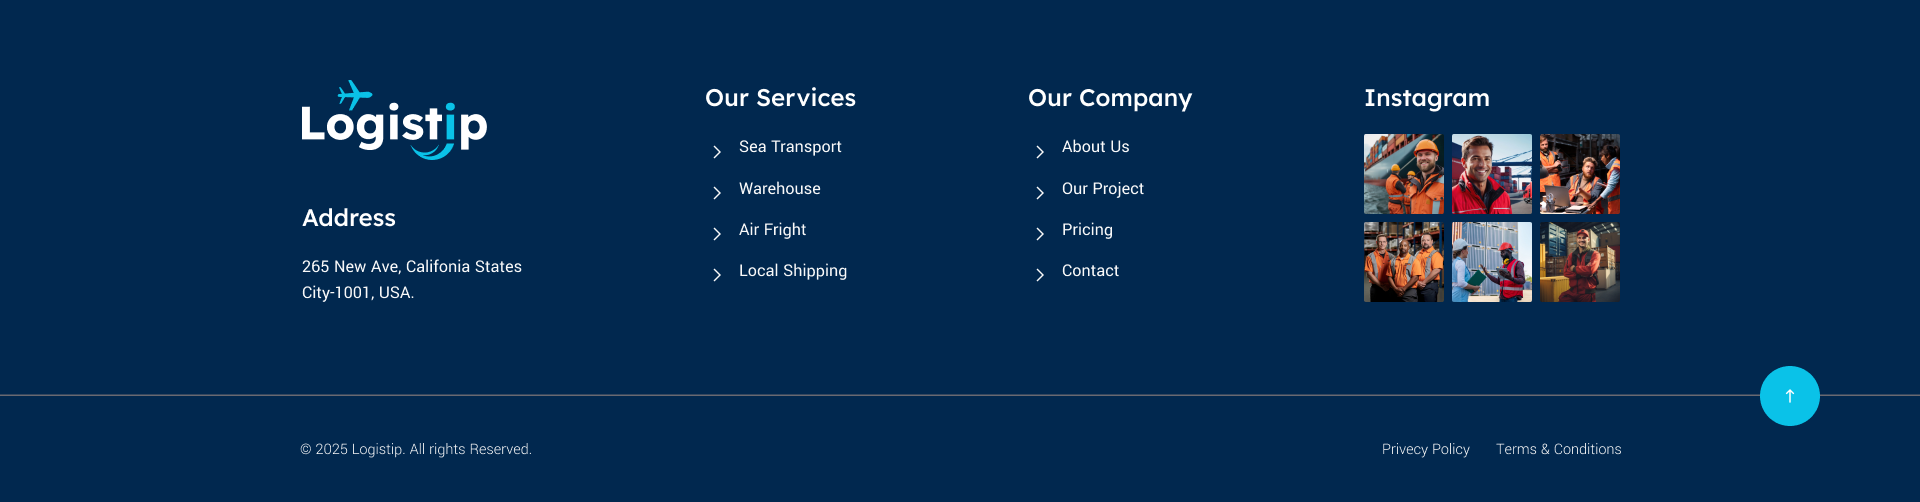 Logistip
Address
265 New Ave, Califonia States
City-1001, USA.
Our Services
Sea Transport
Warehouse
Air Fright
Local Shipping
Our Company
About Us
Our Project
Pricing
Contact
Instagram
© 2025 Logistip. All rights Reserved.
Privecy Policy
Terms & Conditions